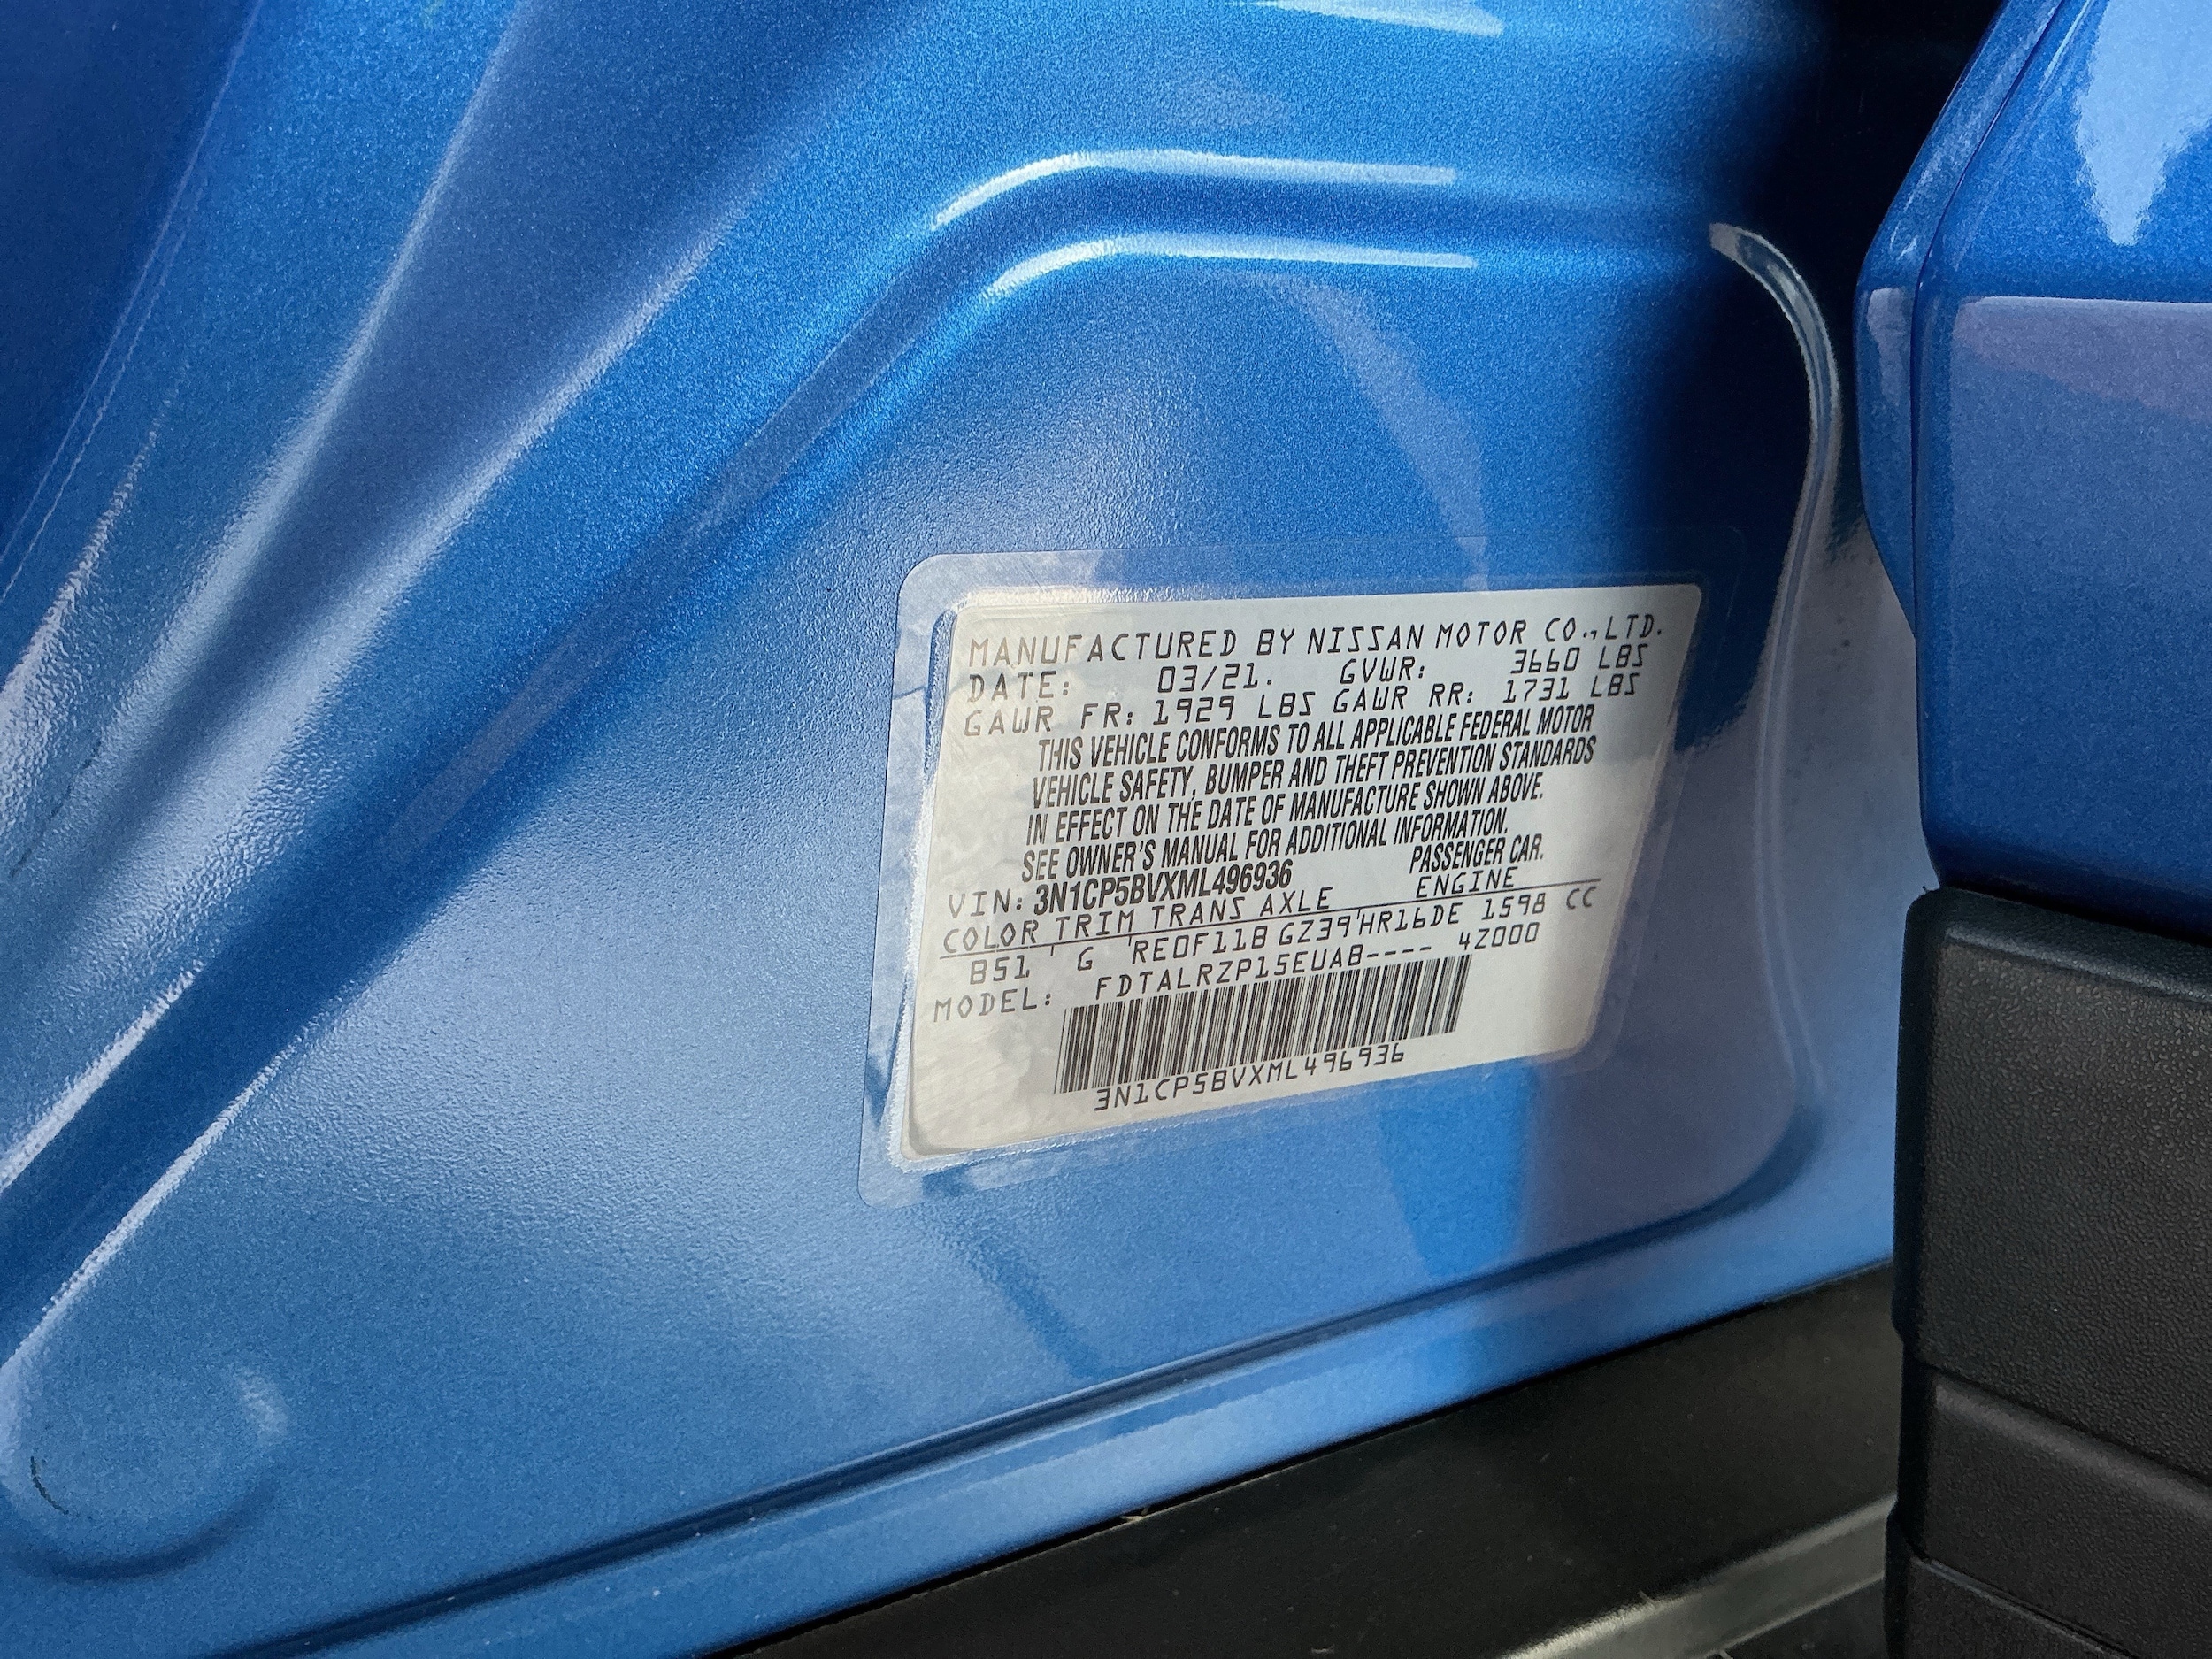 MANUFACTURED BY NISSAN MOTOR CO.,LTD.
DATE: 03/21. GVWR: 3660 LBS
GAWR FR: 1929 LBS GAWR RR: 1731 LBS
THIS VEHICLE CONFORMS TO ALL APPLICABLE FEDERAL MOTOR
VEHICLE SAFETY, BUMPER AND THEFT PREVENTION STANDARDS
IN EFFECT ON THE DATE OF MANUFACTURE SHOWN ABOVE.
SEE OWNER'S MANUAL FOR ADDITIONAL INFORMATION.
VIN: 3N1CP5BVXML496936 PASSENGER CAR.
COLOR TRIM TRANS AXLE ENGINE
B51 ' G 'RE0F11B GZ39'HR16DE 1598 CC
MODEL: FDTALRZP15EUAB---- 4Z000
3N1CP5BVXML496936